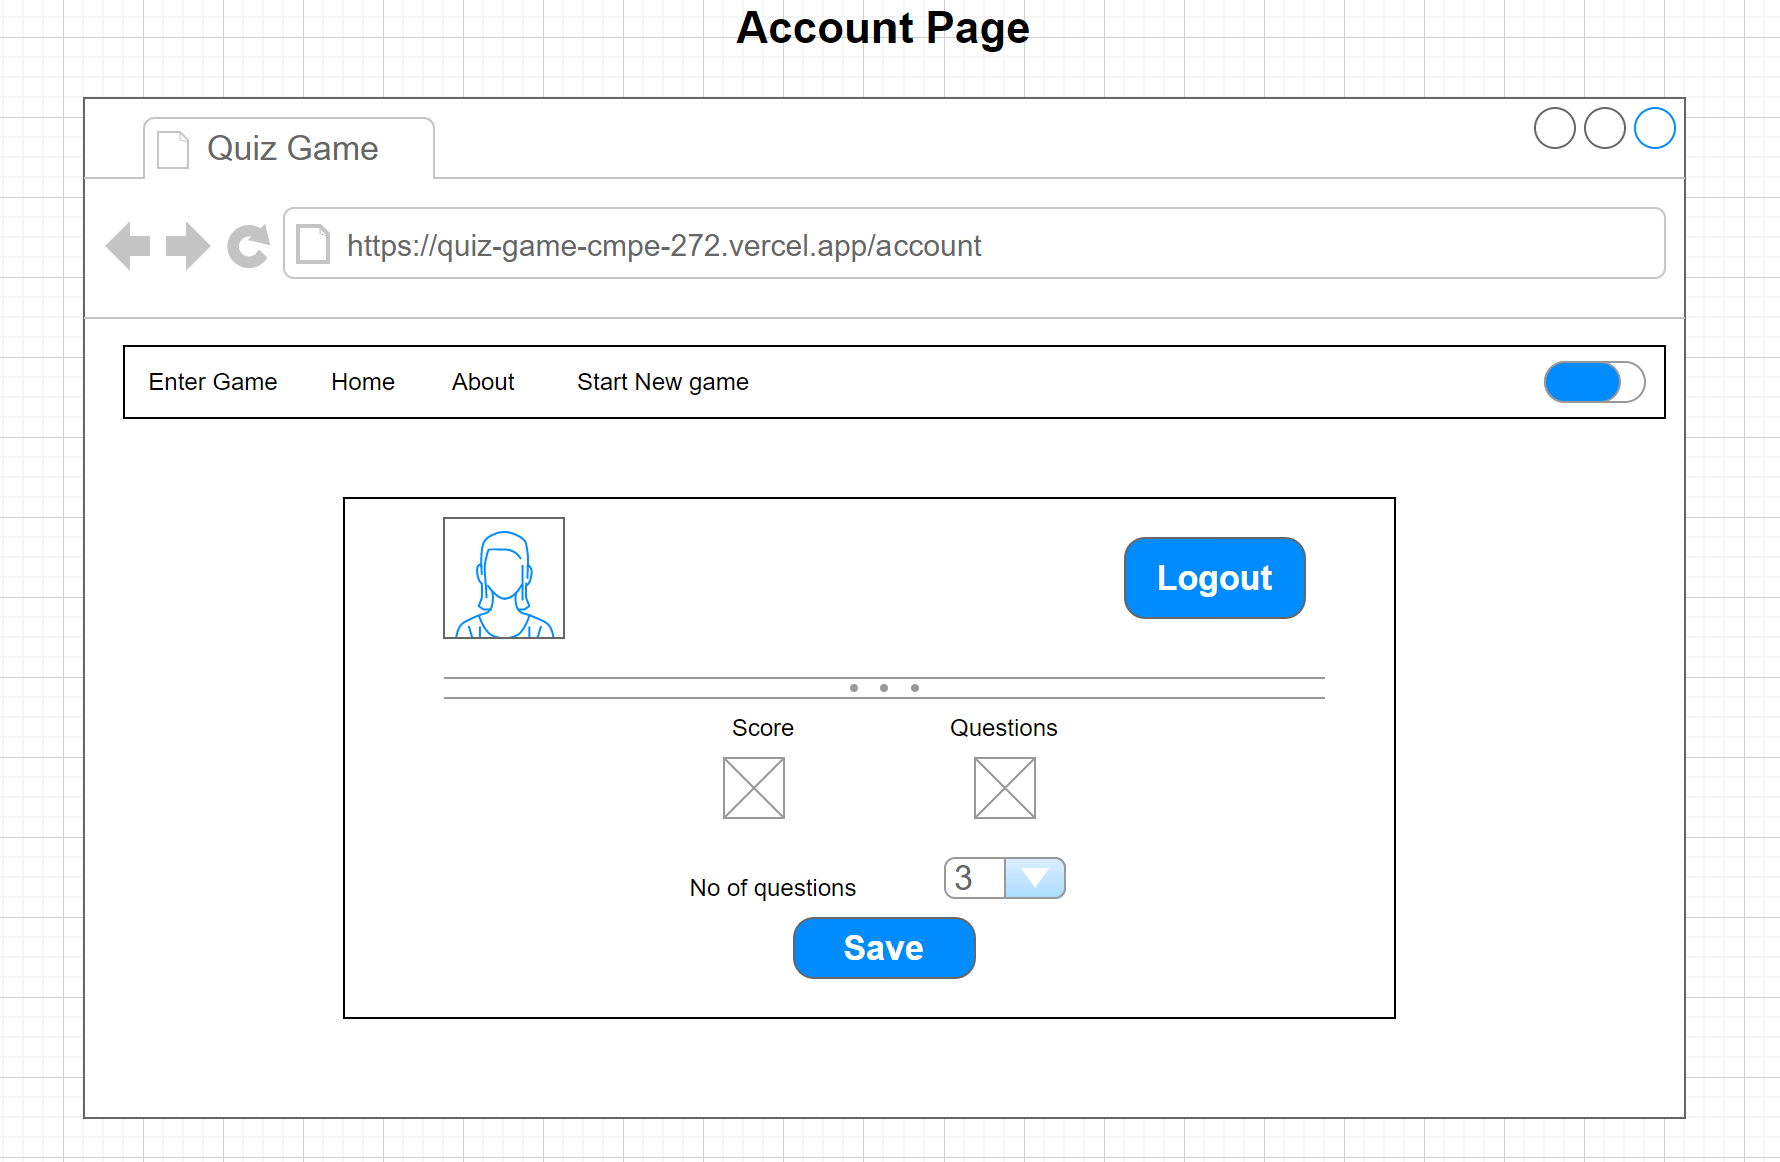 Account Page
Quiz Game
https://quiz-game-cmpe-272.vercel.app/account
Enter Game Home About Start New game
Logout
Score Questions
No of questions 3
Save